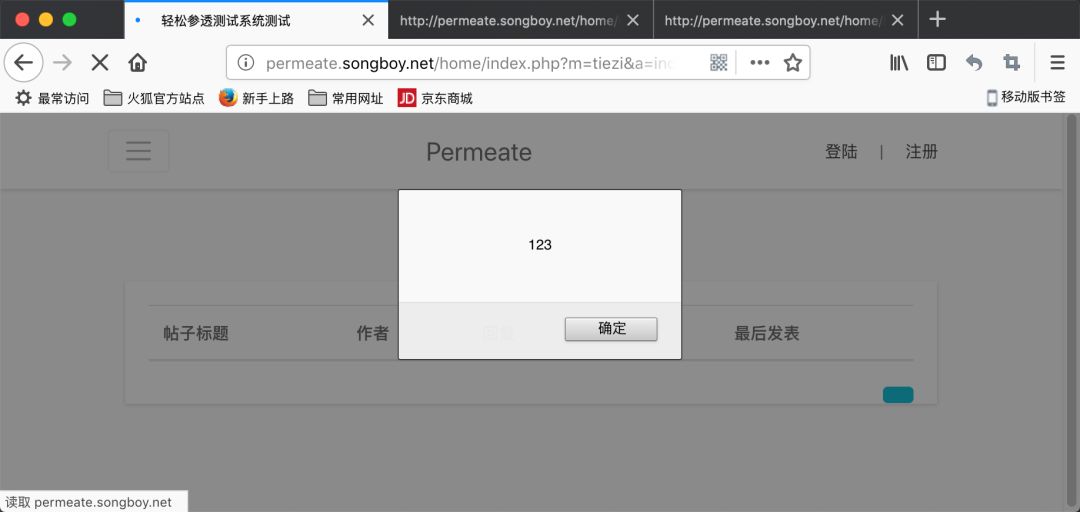 轻松参透测试系统测试
http://permeate.songboy.net/home/
http://permeate.songboy.net/home/
permeate.songboy.net/home/index.php?m=tiezi&a=inc
最常访问 火狐官方站点 新手上路 常用网址 JD 京东商城 移动版书签
Permeate 登陆 | 注册
123
确定
帖子标题 作者 回复 最后发表
读取 permeate.songboy.net